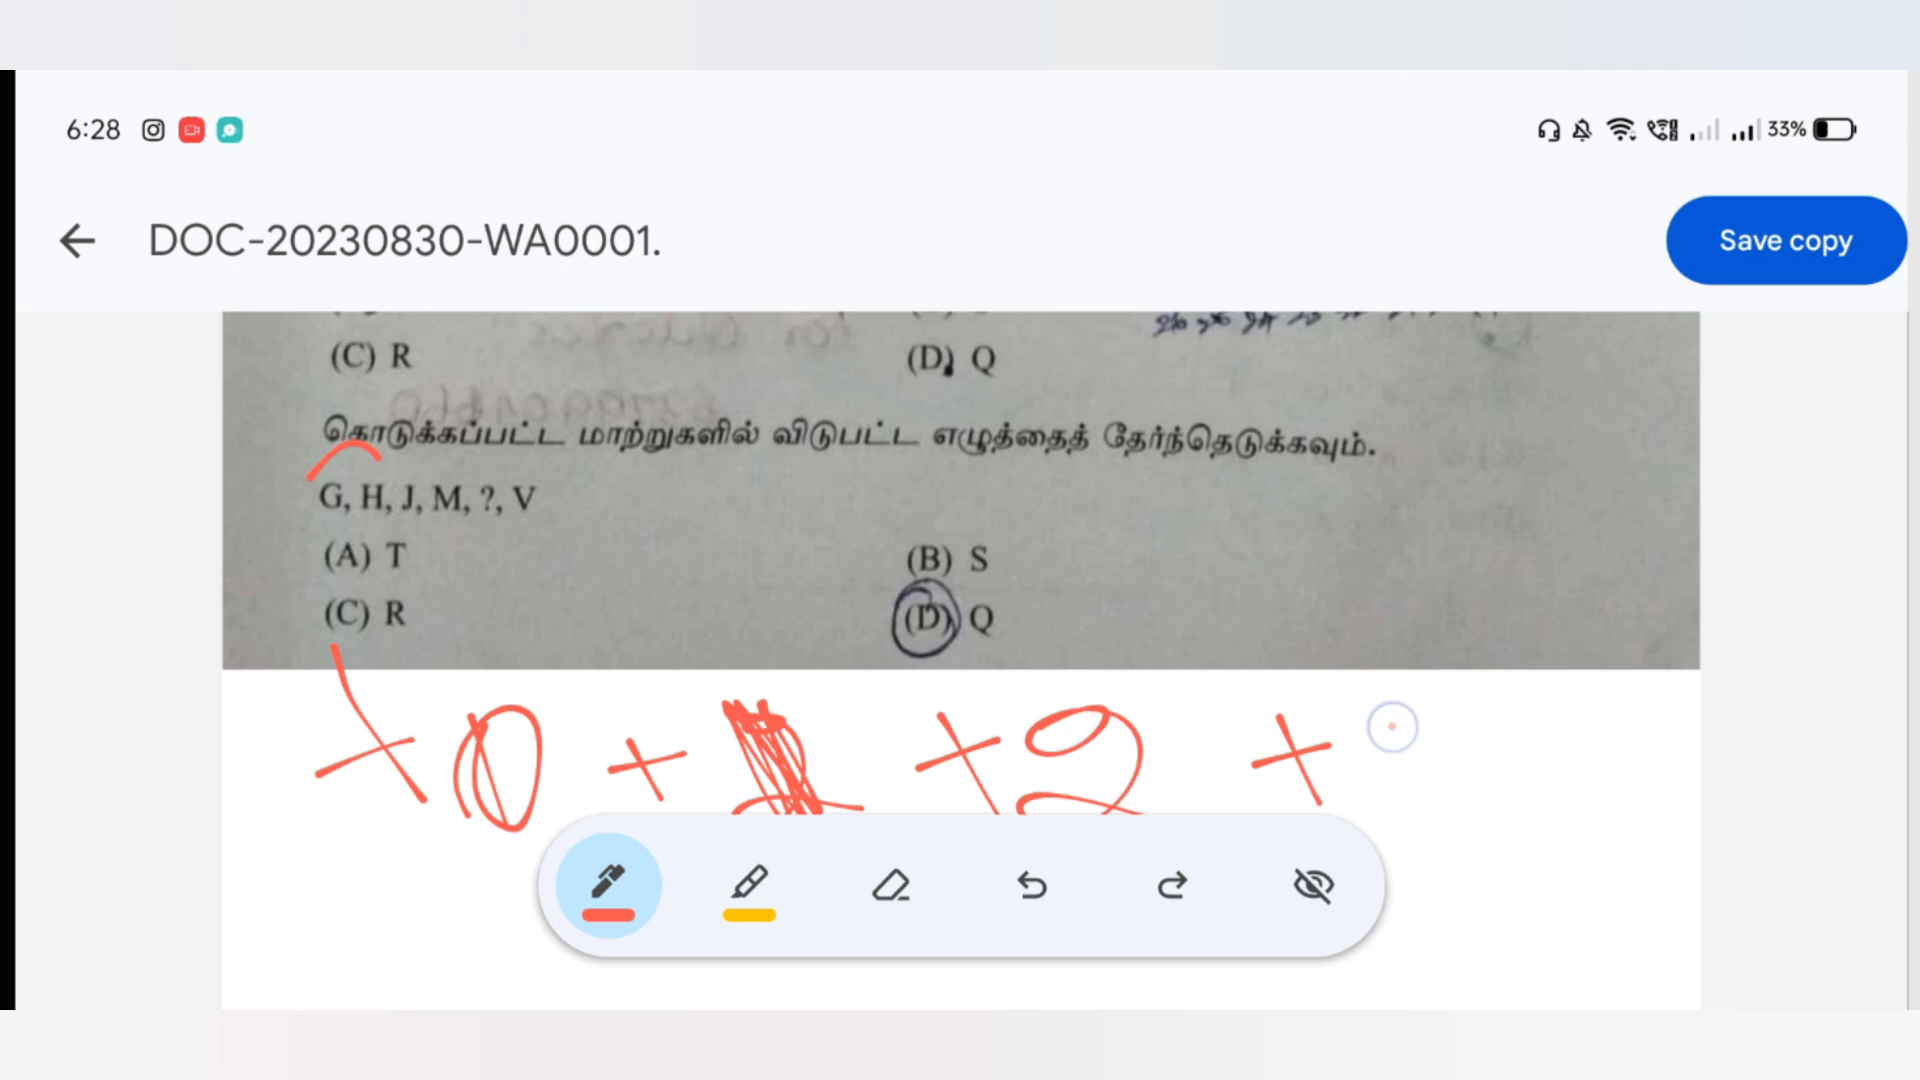 6:28
33%
DOC-20230830-WA0001.
Save copy
(C) R
(D) Q
கொடுக்கப்பட்ட மாற்றுகளில் விடுபட்ட எழுத்தைத் தேர்ந்தெடுக்கவும்.
G, H, J, M, ?, V
(A) T
(B) S
(C) R
(D) Q
+0 + +2 +